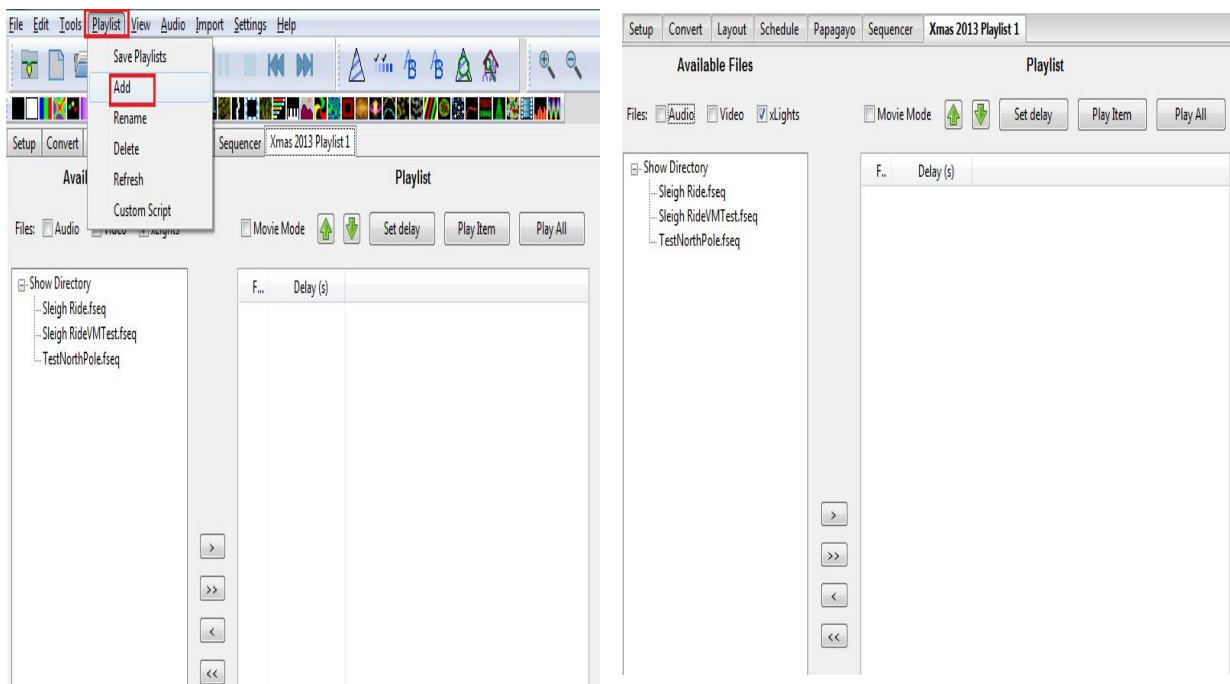 File Edit Tools Playlist View Audio Import Settings Help
Save Playlists
Add
Rename
Delete
Refresh
Custom Script
Setup Convert Sequencer Xmas 2013 Playlist 1
Avail Playlist
Files: Audio Movie Mode Set delay Play Item Play All
Show Directory
Sleigh Ride.fseq
Sleigh RideVMTest.fseq
TestNorthPole.fseq
F... Delay (s)
>
>>
<
<<
Setup Convert Layout Schedule Papagayo Sequencer Xmas 2013 Playlist 1
Available Files Playlist
Files: Audio Video xLights Movie Mode Set delay Play Item Play All
Show Directory
Sleigh Ride.fseq
Sleigh RideVMTest.fseq
TestNorthPole.fseq
F.. Delay (s)
>
>>
<
<<